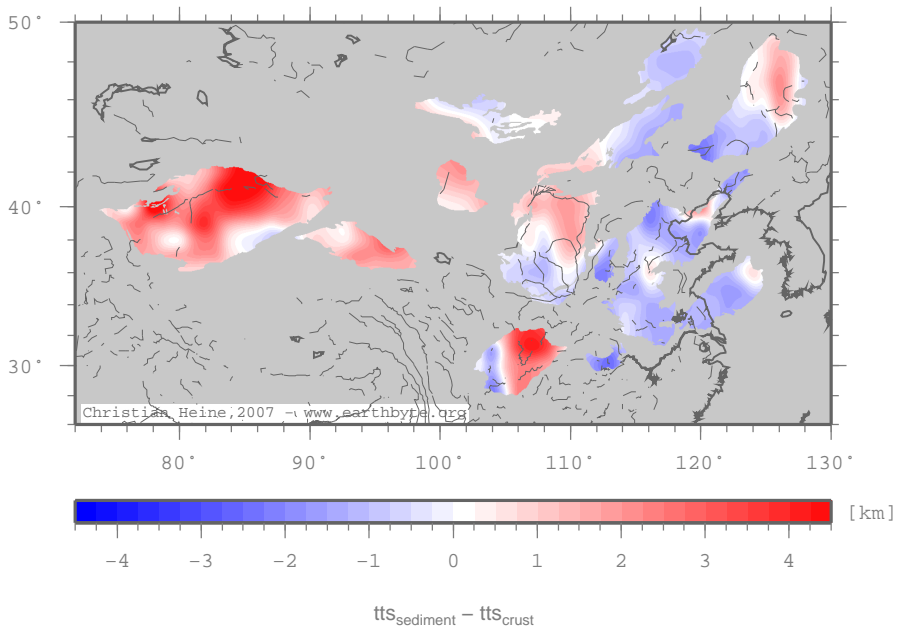 50°
40°
30°
Christian Heine,2007 – www.earthbyte.org
80° 90° 100° 110° 120° 130°
[km]
−4 −3 −2 −1 0 1 2 3 4
ttssediment – ttscrust